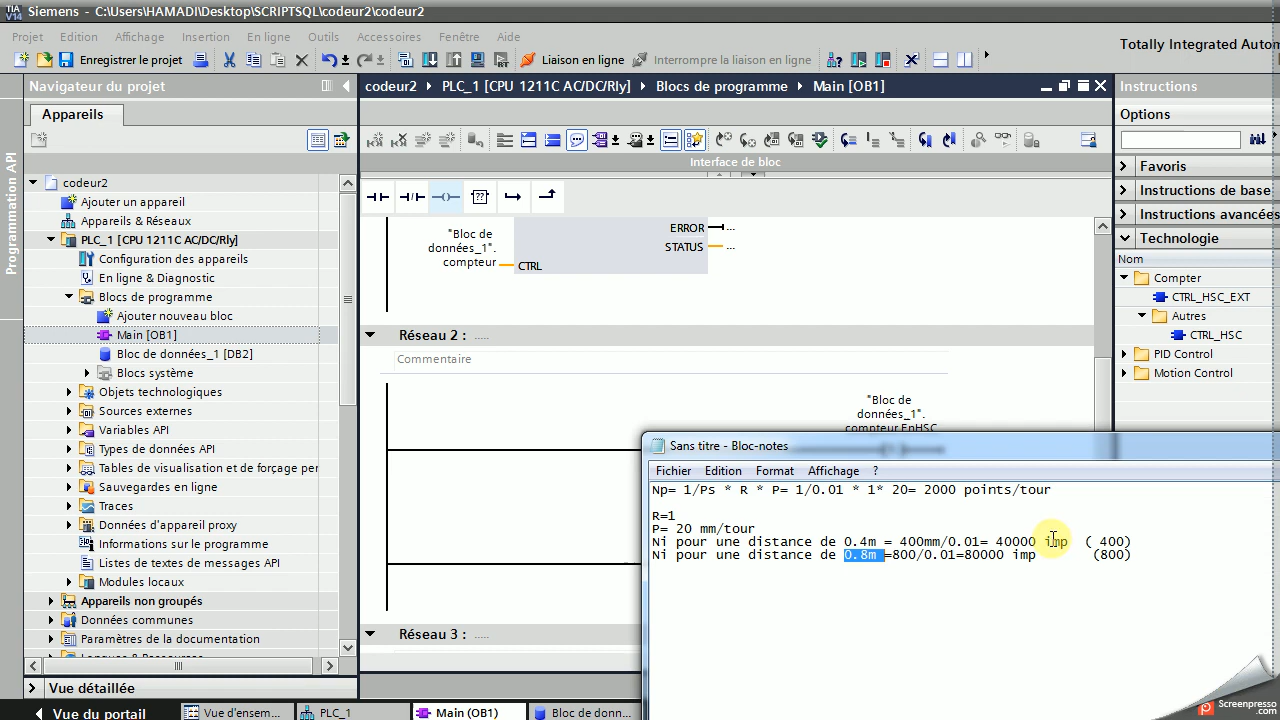 TIA V14 Siemens - C:\Users\HAMADI\Desktop\SCRIPTSQL\codeur2\codeur2
Projet Edition Affichage Insertion En ligne Outils Accessoires Fenêtre Aide
Totally Integrated Autom
Enregistrer le projet Liaison en ligne Interrompre la liaison en ligne
Navigateur du projet
codeur2 PLC_1 [CPU 1211C AC/DC/Rly] Blocs de programme Main [OB1]
Instructions
Appareils
Options
Interface de bloc
Programmation API
codeur2
Ajouter un appareil
Appareils & Réseaux
PLC_1 [CPU 1211C AC/DC/Rly]
Configuration des appareils
En ligne & Diagnostic
Blocs de programme
Ajouter nouveau bloc
Main [OB1]
Bloc de données_1 [DB2]
Blocs système
Objets technologiques
Sources externes
Variables API
Types de données API
Tables de visualisation et de forçage per
Sauvegardes en ligne
Traces
Données d'appareil proxy
Informations sur le programme
Listes de textes de messages API
Modules locaux
Appareils non groupés
Données communes
Paramètres de la documentation
Langues & Ressources
Vue détaillée
??
"Bloc de
données_1".
compteur
CTRL
ERROR ...
STATUS ...
Réseau 2 : .....
Commentaire
"Bloc de
données_1".
compteur.EnHSC
Réseau 3 : .....
Favoris
Instructions de base
Instructions avancées
Technologie
Nom
Compter
CTRL_HSC_EXT
Autres
CTRL_HSC
PID Control
Motion Control
Sans titre - Bloc-notes
Fichier Edition Format Affichage ?
Np= 1/Ps * R * P= 1/0.01 * 1* 20= 2000 points/tour
R=1
P= 20 mm/tour
Ni pour une distance de 0.4m = 400mm/0.01= 40000 imp ( 400)
Ni pour une distance de 0.8m =800/0.01=80000 imp (800)
Vue du portail Vue d'ensem... PLC_1 Main (OB1) Bloc de donn...
Screenpresso
.com